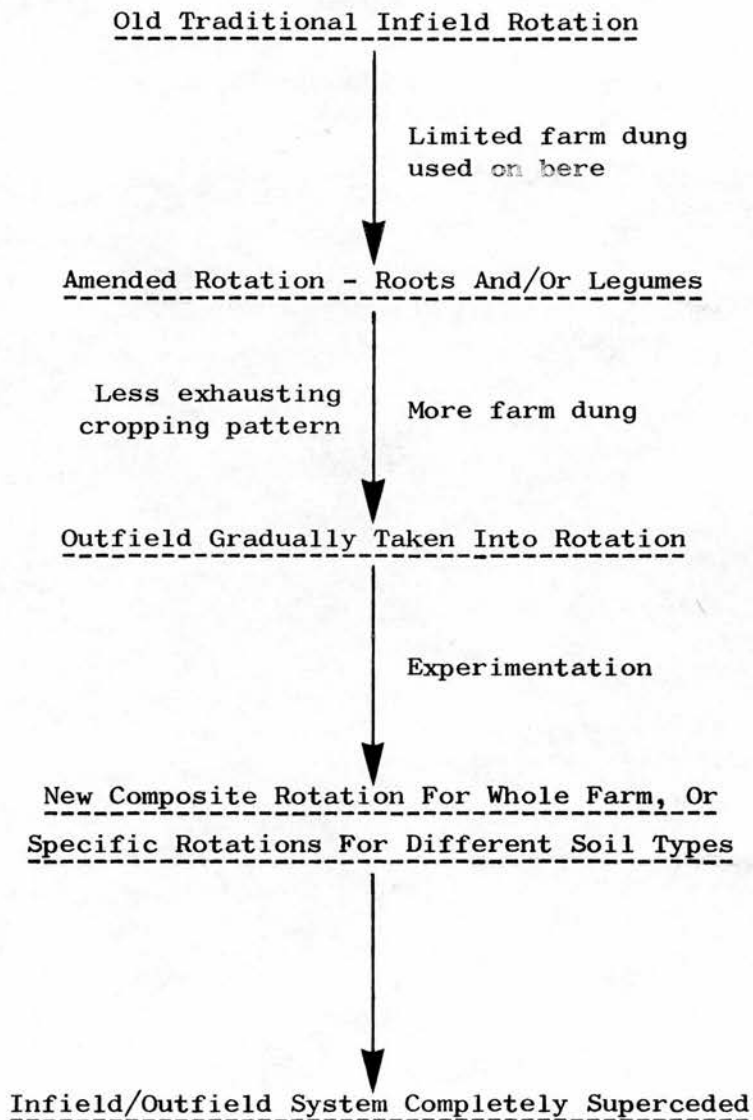 Old Traditional Infield Rotation
Limited farm dung
used on bere
Amended Rotation - Roots And/Or Legumes
Less exhausting
cropping pattern
More farm dung
Outfield Gradually Taken Into Rotation
Experimentation
New Composite Rotation For Whole Farm, Or
Specific Rotations For Different Soil Types
Infield/Outfield System Completely Superceded